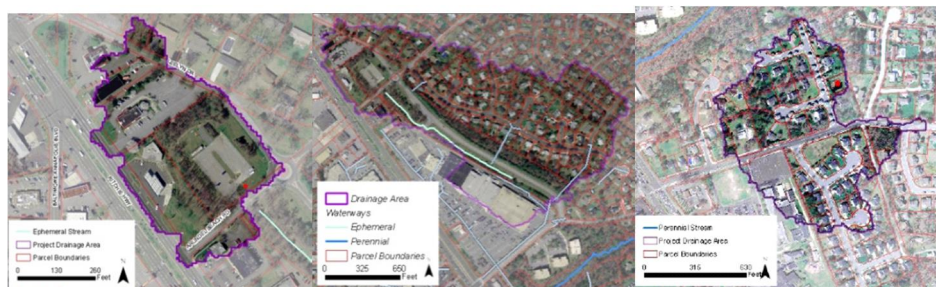 Ephemeral Stream
Project Drainage Area
Parcel Boundaries
0 130 260
Feet
N
Drainage Area
Waterways
Ephemeral
Perennial
Parcel Boundaries
0 325 650
Feet
N
Perennial Stream
Project Drainage Area
Parcel Boundaries
0 315 630
Feet
N